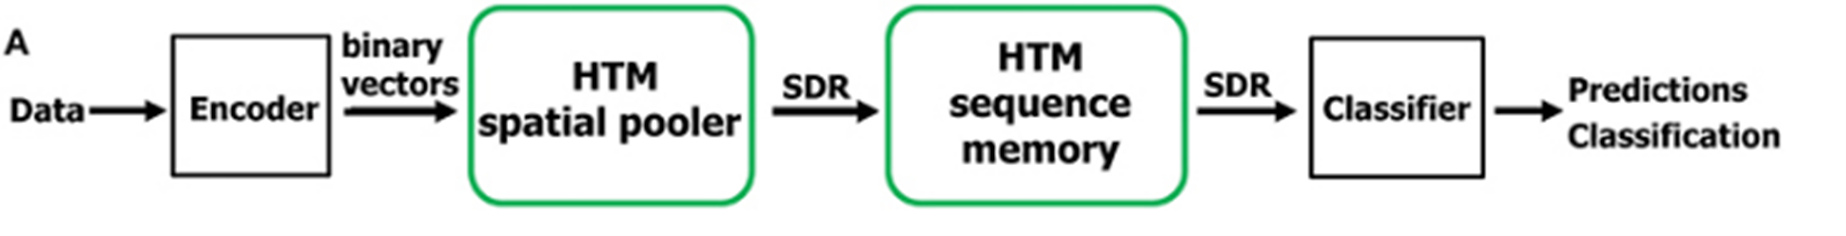 A
Data
Encoder
binary
vectors
HTM
spatial pooler
SDR
HTM
sequence
memory
SDR
Classifier
Predictions
Classification